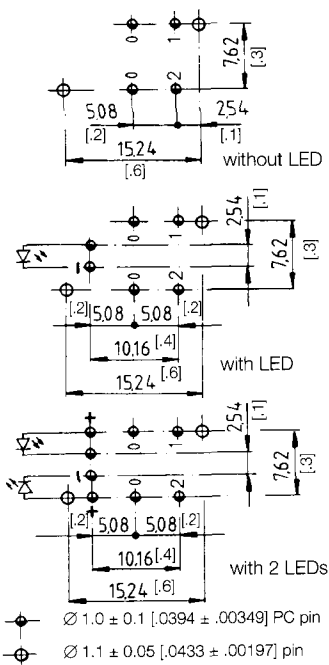 0 1
7,62 [.3]
0 2
5,08 [.2] 2,54 [.1]
15,24 [.6]
without LED
2,54 [.1]
0 1
7,62 [.3]
−
0 2
[.2] 5,08 5,08 [.2]
10,16 [.4]
15,24 [.6]
with LED
+
0 1
2,54 [.1]
7,62 [.3]
−
0 2
+
[.2] 5,08 5,08 [.2]
10,16 [.4]
15,24 [.6]
with 2 LEDs
Ø 1.0 ± 0.1 [.0394 ± .00349] PC pin
Ø 1.1 ± 0.05 [.0433 ± .00197] pin